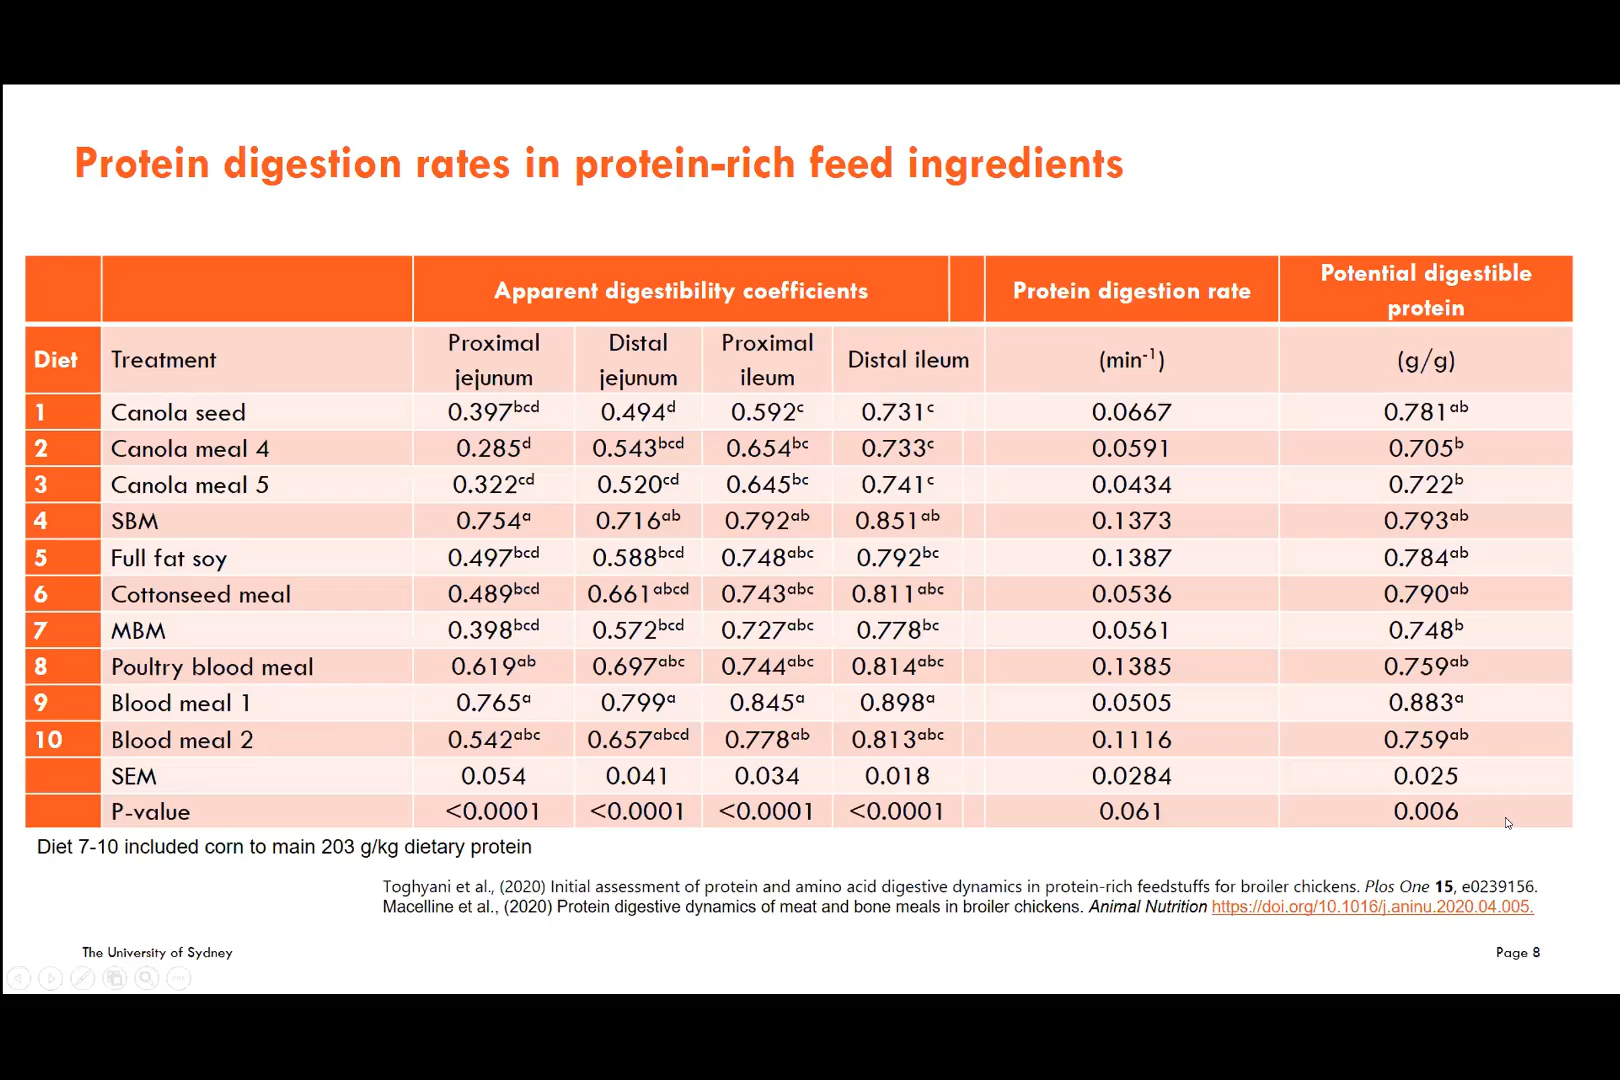 Protein digestion rates in protein-rich feed ingredients
Apparent digestibility coefficients Protein digestion rate Potential digestible protein
Diet Treatment Proximal jejunum Distal jejunum Proximal ileum Distal ileum (min⁻¹) (g/g)
1 Canola seed 0.397ᵇᶜᵈ 0.494ᵈ 0.592ᶜ 0.731ᶜ 0.0667 0.781ᵃᵇ
2 Canola meal 4 0.285ᵈ 0.543ᵇᶜᵈ 0.654ᵇᶜ 0.733ᶜ 0.0591 0.705ᵇ
3 Canola meal 5 0.322ᶜᵈ 0.520ᶜᵈ 0.645ᵇᶜ 0.741ᶜ 0.0434 0.722ᵇ
4 SBM 0.754ᵃ 0.716ᵃᵇ 0.792ᵃᵇ 0.851ᵃᵇ 0.1373 0.793ᵃᵇ
5 Full fat soy 0.497ᵇᶜᵈ 0.588ᵇᶜᵈ 0.748ᵃᵇᶜ 0.792ᵇᶜ 0.1387 0.784ᵃᵇ
6 Cottonseed meal 0.489ᵇᶜᵈ 0.661ᵃᵇᶜᵈ 0.743ᵃᵇᶜ 0.811ᵃᵇᶜ 0.0536 0.790ᵃᵇ
7 MBM 0.398ᵇᶜᵈ 0.572ᵇᶜᵈ 0.727ᵃᵇᶜ 0.778ᵇᶜ 0.0561 0.748ᵇ
8 Poultry blood meal 0.619ᵃᵇ 0.697ᵃᵇᶜ 0.744ᵃᵇᶜ 0.814ᵃᵇᶜ 0.1385 0.759ᵃᵇ
9 Blood meal 1 0.765ᵃ 0.799ᵃ 0.845ᵃ 0.898ᵃ 0.0505 0.883ᵃ
10 Blood meal 2 0.542ᵃᵇᶜ 0.657ᵃᵇᶜᵈ 0.778ᵃᵇ 0.813ᵃᵇᶜ 0.1116 0.759ᵃᵇ
SEM 0.054 0.041 0.034 0.018 0.0284 0.025
P-value <0.0001 <0.0001 <0.0001 <0.0001 0.061 0.006
Diet 7-10 included corn to main 203 g/kg dietary protein
Toghyani et al., (2020) Initial assessment of protein and amino acid digestive dynamics in protein-rich feedstuffs for broiler chickens. Plos One 15, e0239156.
Macelline et al., (2020) Protein digestive dynamics of meat and bone meals in broiler chickens. Animal Nutrition https://doi.org/10.1016/j.aninu.2020.04.005.
The University of Sydney Page 8